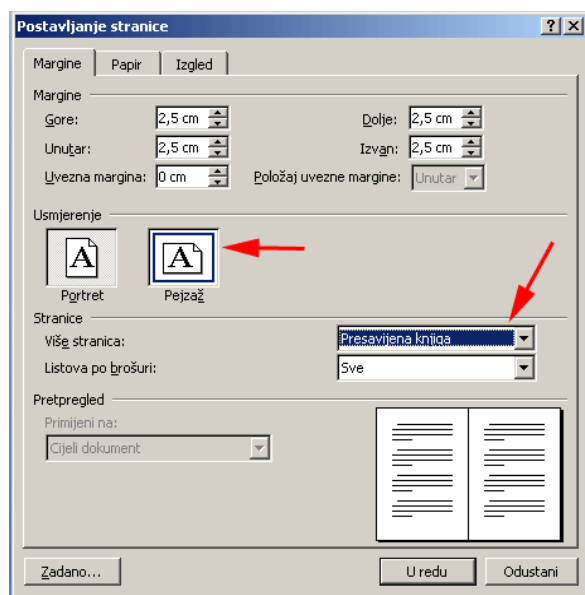 Postavljanje stranice
Margine Papir Izgled
Margine
Gore: 2,5 cm Dolje: 2,5 cm
Unutar: 2,5 cm Izvan: 2,5 cm
Uvezna margina: 0 cm Položaj uvezne margine: Unutar
Usmjerenje
A A
Portret Pejzaž
Stranice
Više stranica: Presavijena knjiga
Listova po brošuri: Sve
Pretpregled
Primijeni na:
Cijeli dokument
Zadano... U redu Odustani